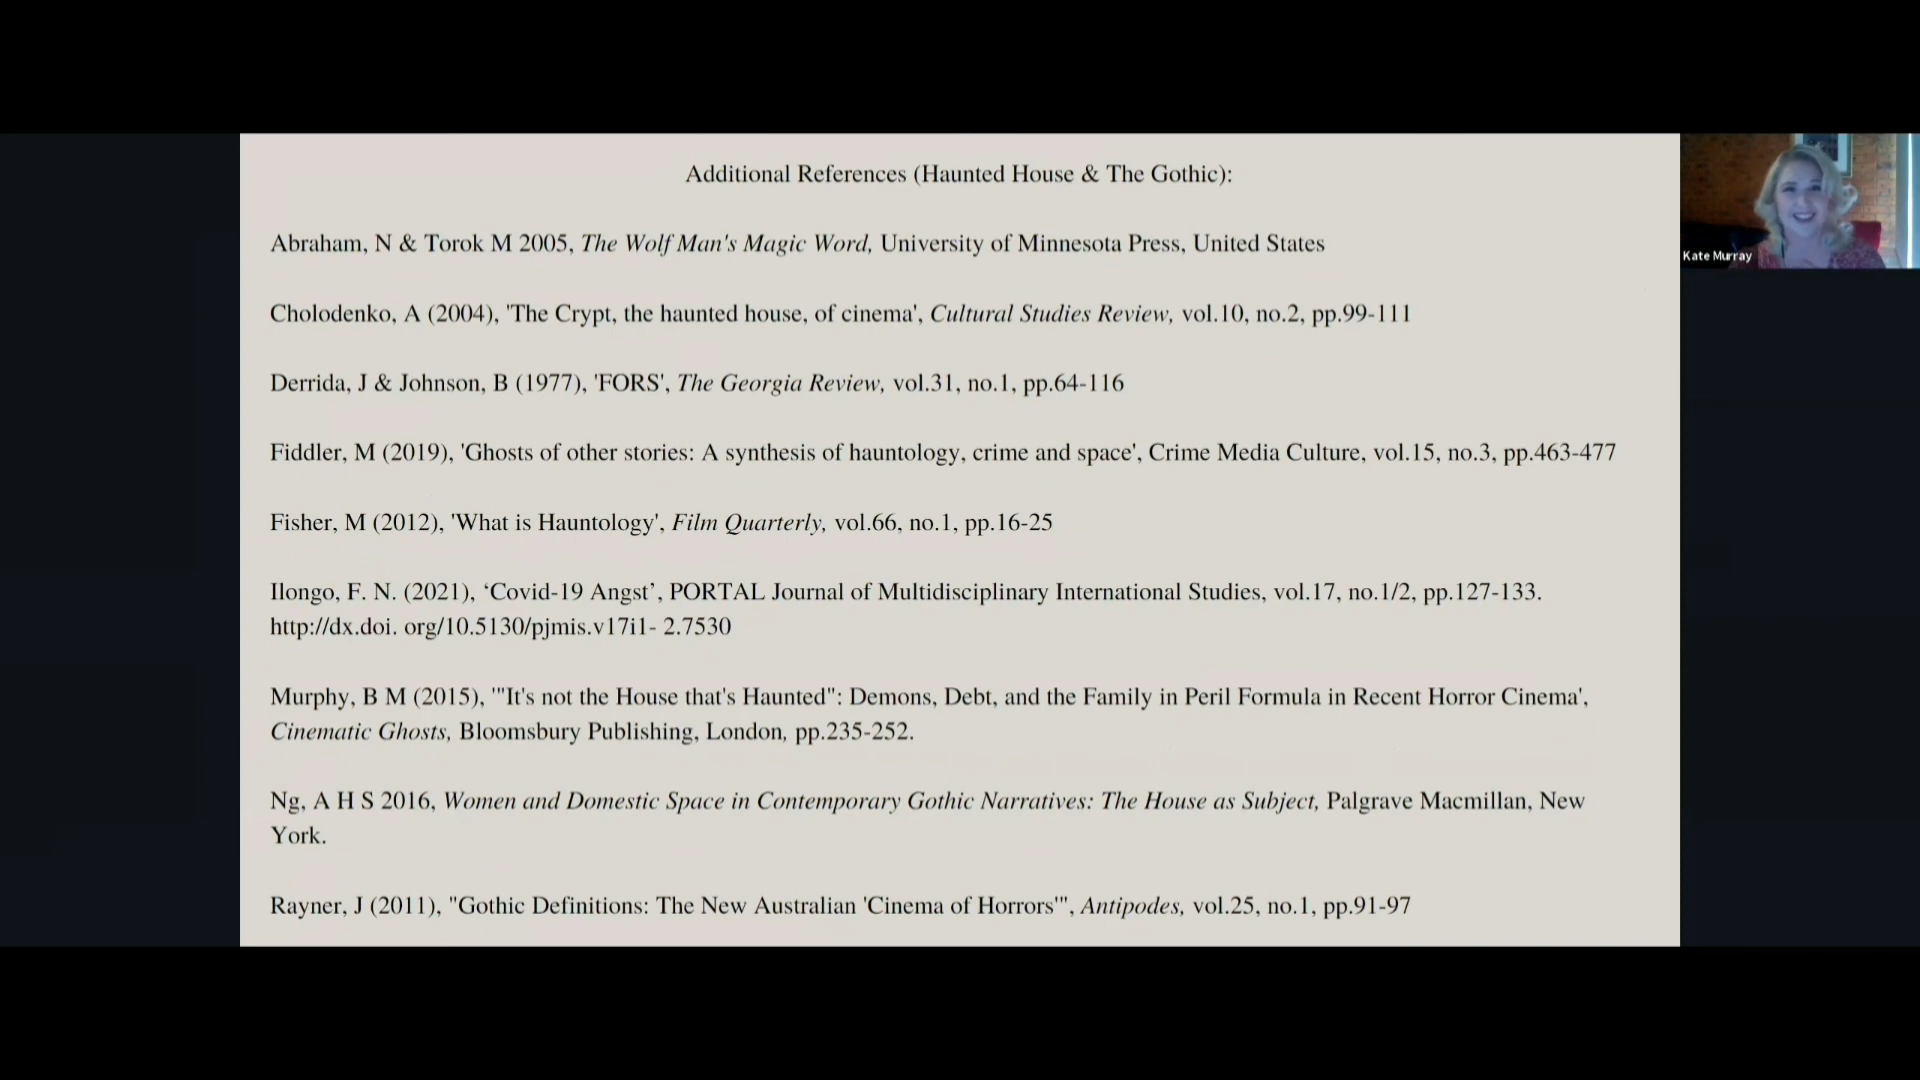 Additional References (Haunted House & The Gothic):
Abraham, N & Torok M 2005, The Wolf Man's Magic Word, University of Minnesota Press, United States
Kate Murray
Cholodenko, A (2004), 'The Crypt, the haunted house, of cinema', Cultural Studies Review, vol.10, no.2, pp.99-111
Derrida, J & Johnson, B (1977), 'FORS', The Georgia Review, vol.31, no.1, pp.64-116
Fiddler, M (2019), 'Ghosts of other stories: A synthesis of hauntology, crime and space', Crime Media Culture, vol.15, no.3, pp.463-477
Fisher, M (2012), 'What is Hauntology', Film Quarterly, vol.66, no.1, pp.16-25
Ilongo, F. N. (2021), ‘Covid-19 Angst’, PORTAL Journal of Multidisciplinary International Studies, vol.17, no.1/2, pp.127-133.
http://dx.doi. org/10.5130/pjmis.v17i1- 2.7530
Murphy, B M (2015), '"It's not the House that's Haunted": Demons, Debt, and the Family in Peril Formula in Recent Horror Cinema',
Cinematic Ghosts, Bloomsbury Publishing, London, pp.235-252.
Ng, A H S 2016, Women and Domestic Space in Contemporary Gothic Narratives: The House as Subject, Palgrave Macmillan, New
York.
Rayner, J (2011), "Gothic Definitions: The New Australian 'Cinema of Horrors'", Antipodes, vol.25, no.1, pp.91-97